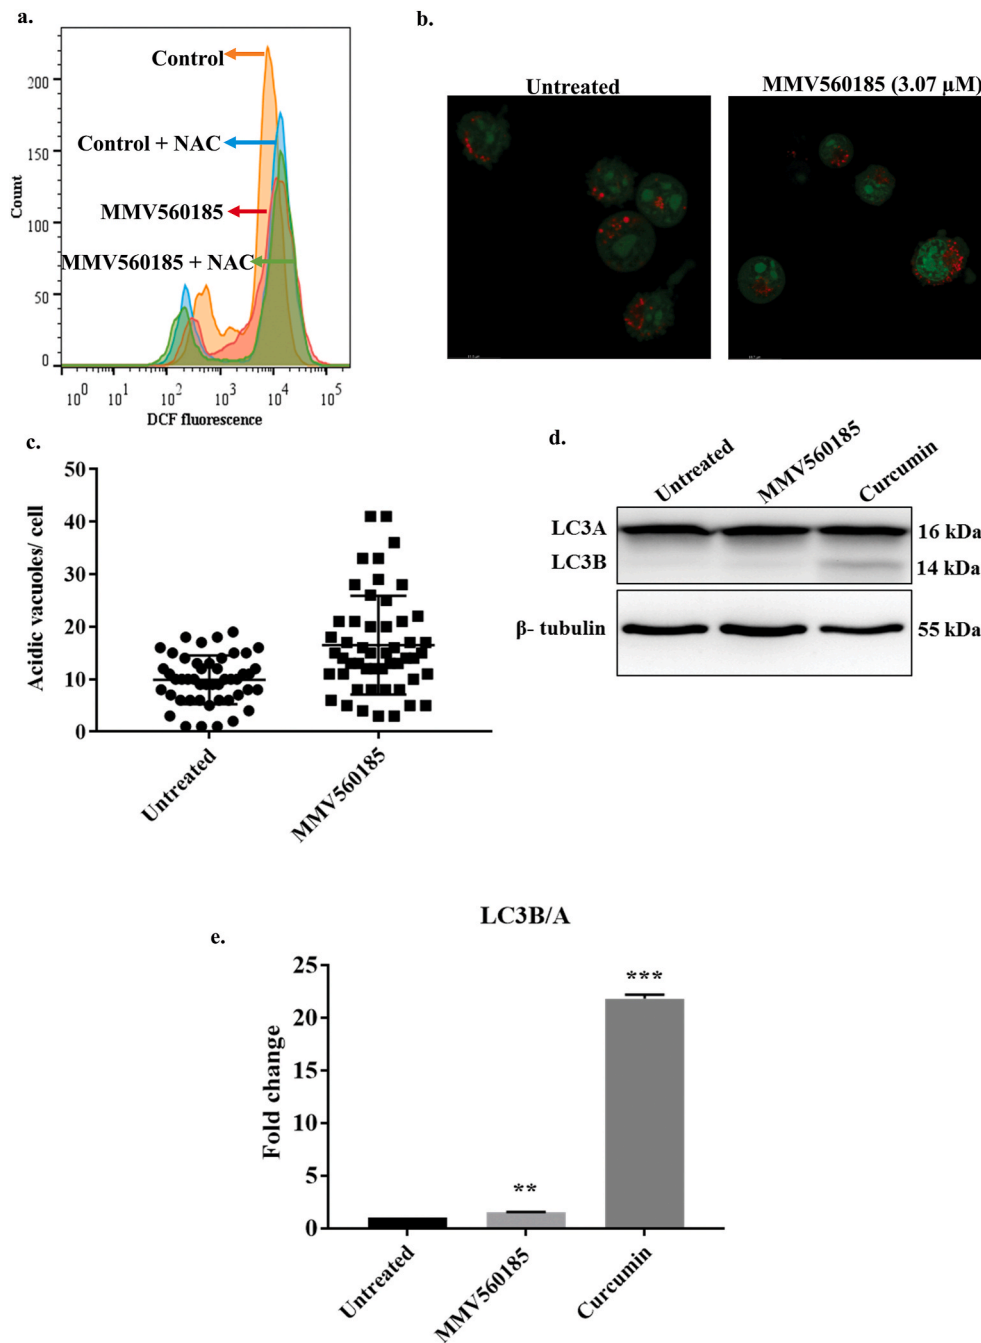 a.
Control
Control + NAC
MMV560185
MMV560185 + NAC
Count
200
150
100
50
0
10^0 10^1 10^2 10^3 10^4 10^5
DCF fluorescence
b.
Untreated
MMV560185 (3.07 µM)
c.
Acidic vacuoles/ cell
50
40
30
20
10
0
Untreated
MMV560185
d.
Untreated
MMV560185
Curcumin
LC3A
16 kDa
LC3B
14 kDa
β- tubulin
55 kDa
e.
LC3B/A
Fold change
25
20
15
10
5
0
**
***
Untreated
MMV560185
Curcumin